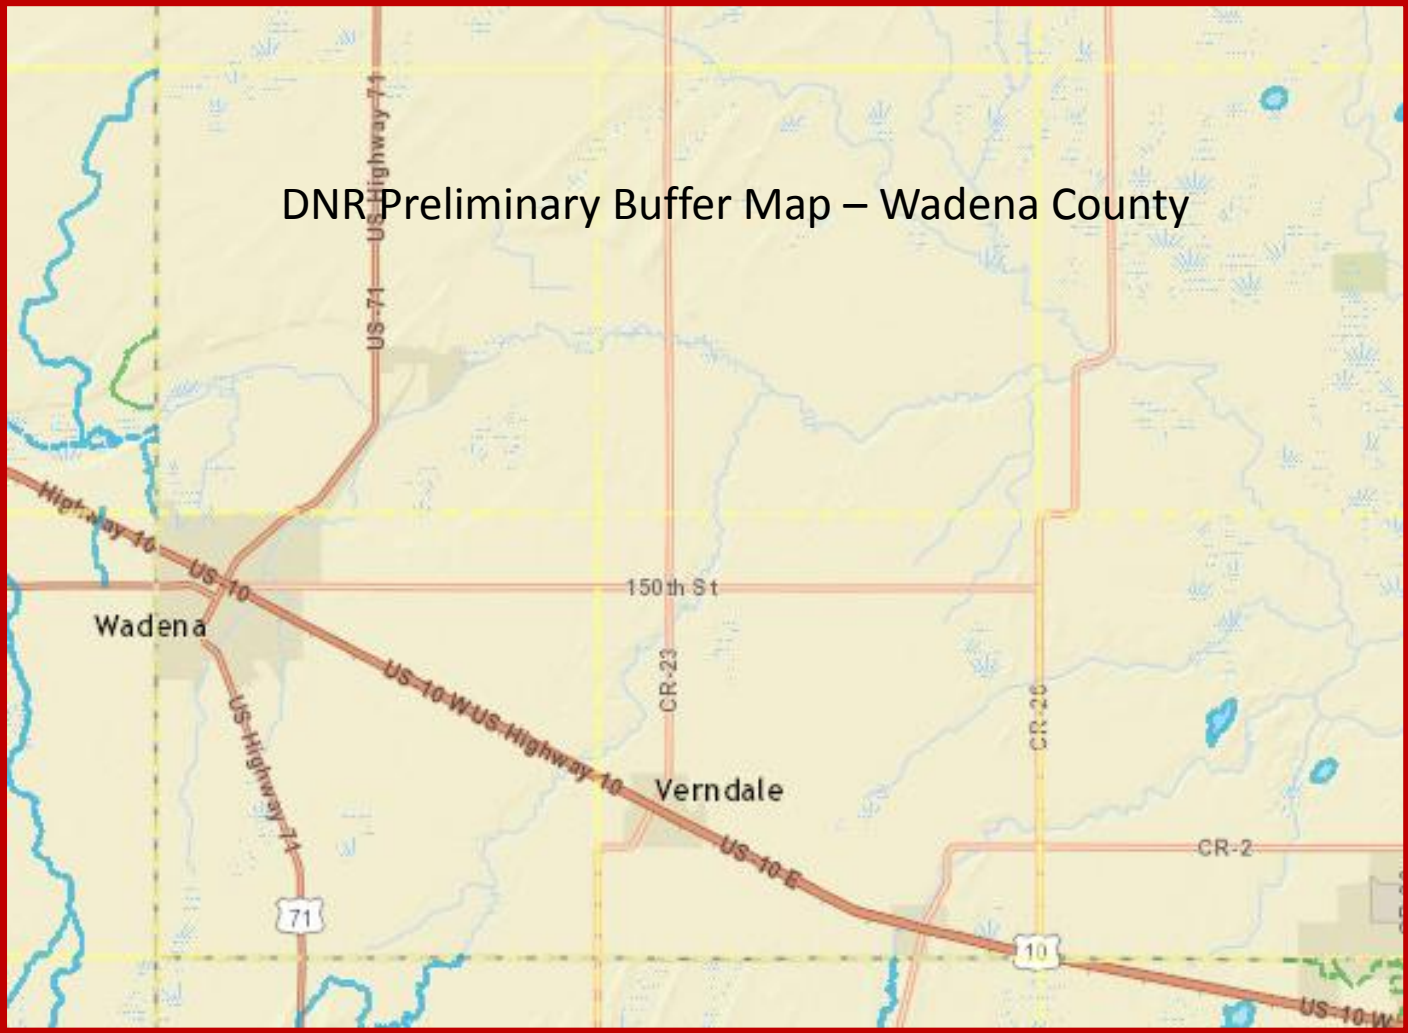 US-Highway 71
DNR Preliminary Buffer Map – Wadena County
US-71
Highway 10
US-10
150th St
Wadena
CR-23
US-10 W US Highway 10
CR-26
US-Highway 71
Verndale
US-10 E
CR-2
71
10
US-10 W